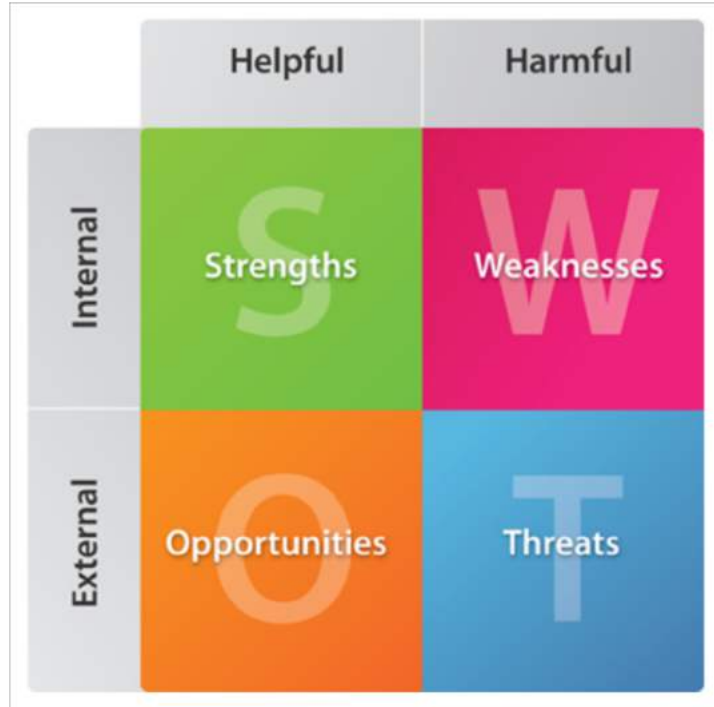 Helpful
Harmful
Internal
S
Strengths
W
Weaknesses
External
O
Opportunities
T
Threats